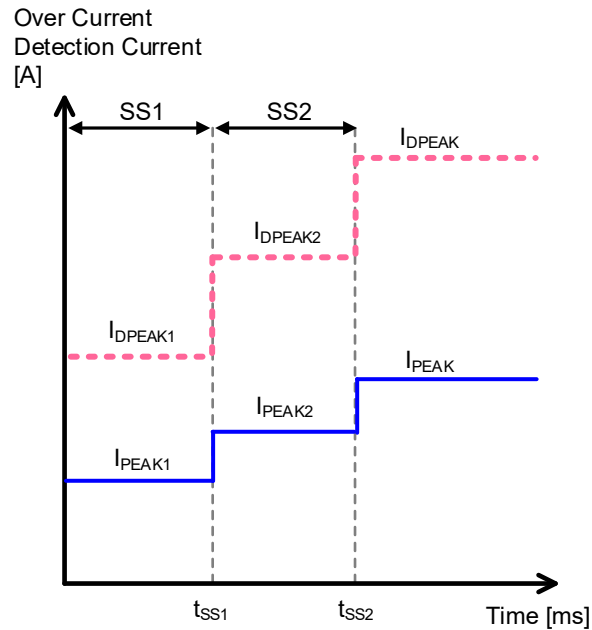 Over Current
Detection Current
[A]
SS1
SS2
IDPEAK
IDPEAK2
IDPEAK1
IPEAK
IPEAK2
IPEAK1
tSS1
tSS2
Time [ms]